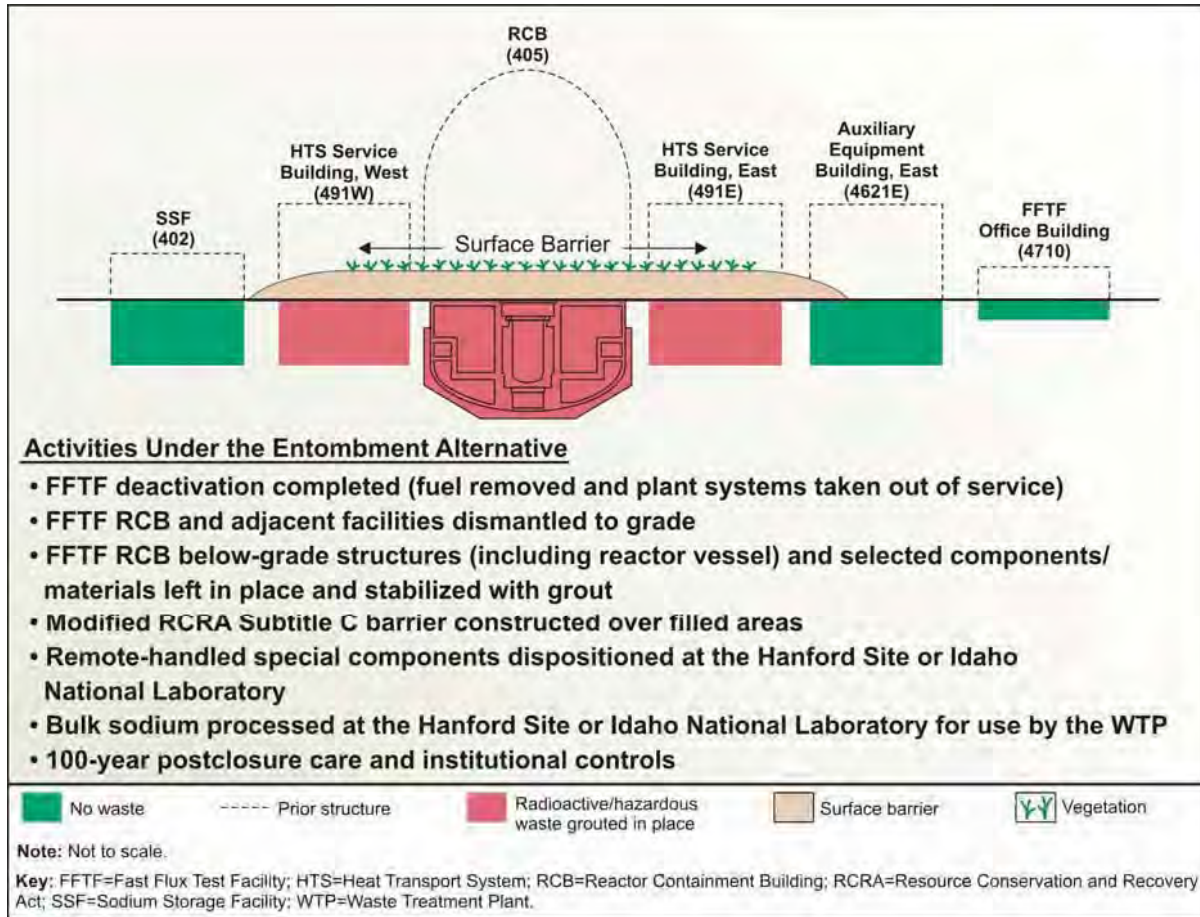 RCB
(405)
HTS Service
Building, West
(491W)
HTS Service
Building, East
(491E)
Auxiliary
Equipment
Building, East
(4621E)
SSF
(402)
FFTF
Office Building
(4710)
Surface Barrier
Activities Under the Entombment Alternative
• FFTF deactivation completed (fuel removed and plant systems taken out of service)
• FFTF RCB and adjacent facilities dismantled to grade
• FFTF RCB below-grade structures (including reactor vessel) and selected components/
materials left in place and stabilized with grout
• Modified RCRA Subtitle C barrier constructed over filled areas
• Remote-handled special components dispositioned at the Hanford Site or Idaho
National Laboratory
• Bulk sodium processed at the Hanford Site or Idaho National Laboratory for use by the WTP
• 100-year postclosure care and institutional controls
No waste
Prior structure
Radioactive/hazardous
waste grouted in place
Surface barrier
Vegetation
Note: Not to scale.
Key: FFTF=Fast Flux Test Facility; HTS=Heat Transport System; RCB=Reactor Containment Building; RCRA=Resource Conservation and Recovery
Act; SSF=Sodium Storage Facility; WTP=Waste Treatment Plant.